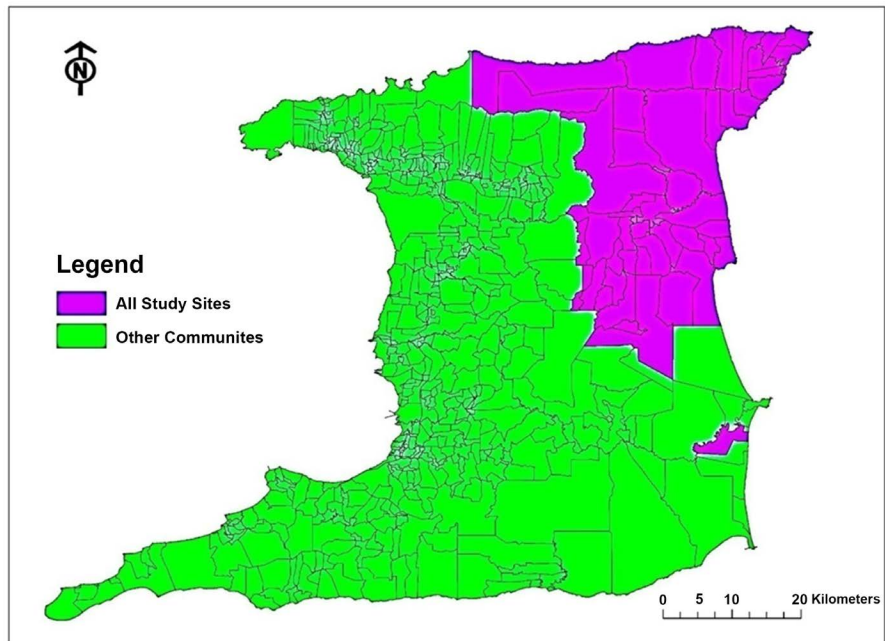 N
Legend
All Study Sites
Other Communites
0 5 10 20 Kilometers